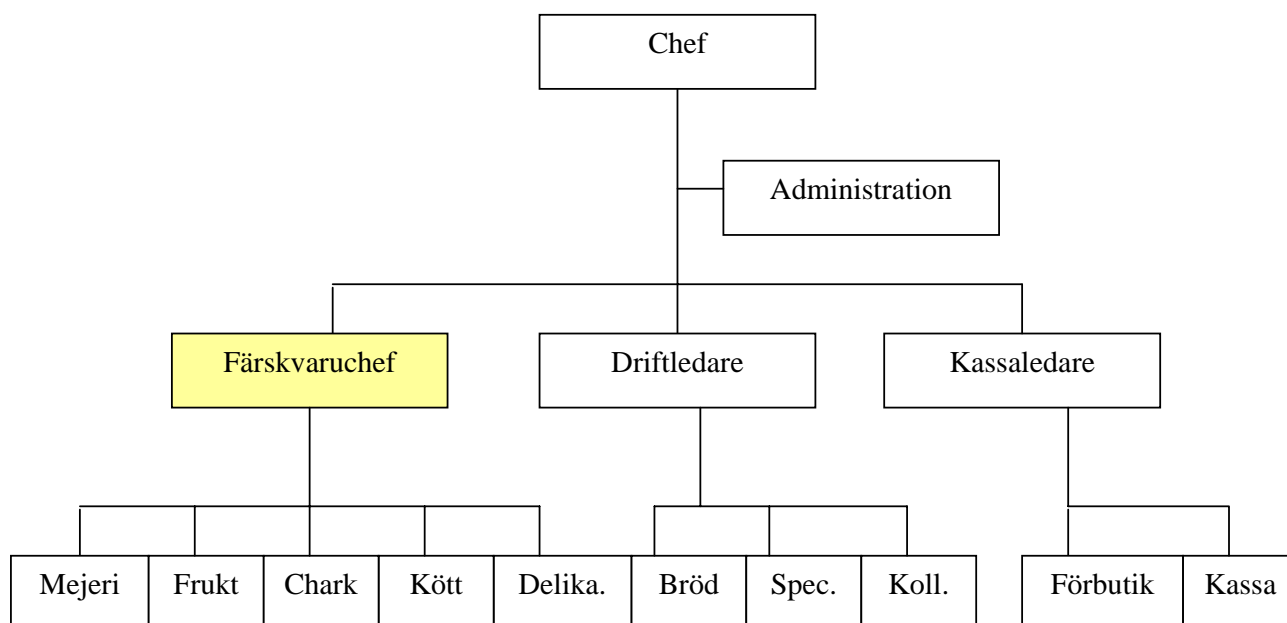 Chef
Administration
Färskvaruchef
Driftledare
Kassaledare
Mejeri
Frukt
Chark
Kött
Delika.
Bröd
Spec.
Koll.
Förbutik
Kassa